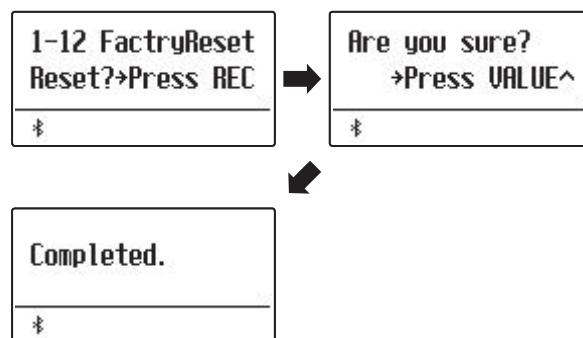 1-12 FactryReset
Reset?→Press REC
Are you sure?
→Press VALUE^
Completed.